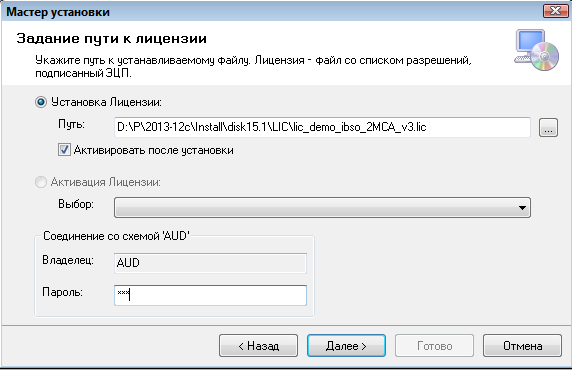 Мастер установки
Задание пути к лицензии
Укажите путь к устанавливаемому файлу. Лицензия - файл со списком разрешений,
подписанный ЭЦП.
Установка Лицензии:
Путь: D:\P\2013-12c\Install\disk15.1\LIC\lic_demo_ibso_2MCA_v3.lic ...
Активировать после установки
Активация Лицензии:
Выбор:
Соединение со схемой 'AUD'
Владелец: AUD
Пароль: ***
< Назад Далее > Готово Отмена